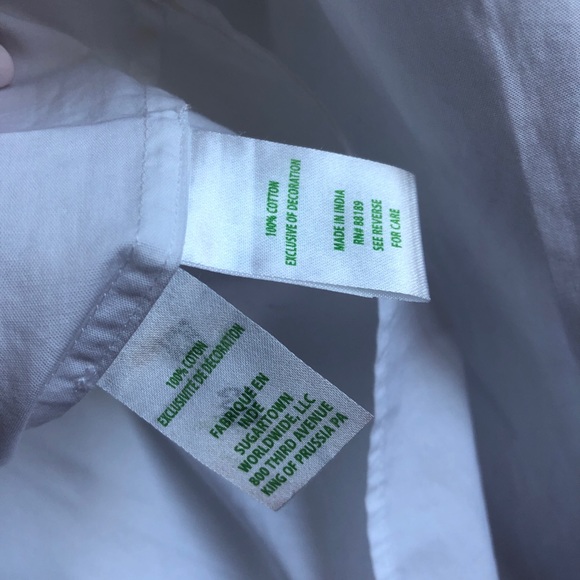 100% COTTON
EXCLUSIVE OF DECORATION
MADE IN INDIA
RN# 88189
SEE REVERSE
FOR CARE
100% COTON
EXCLUSIVITÉ DE DÉCORATION
FABRIQUÉ EN
INDE
SUGARTOWN
WORLDWIDE, LLC
800 THIRD AVENUE
KING OF PRUSSIA PA